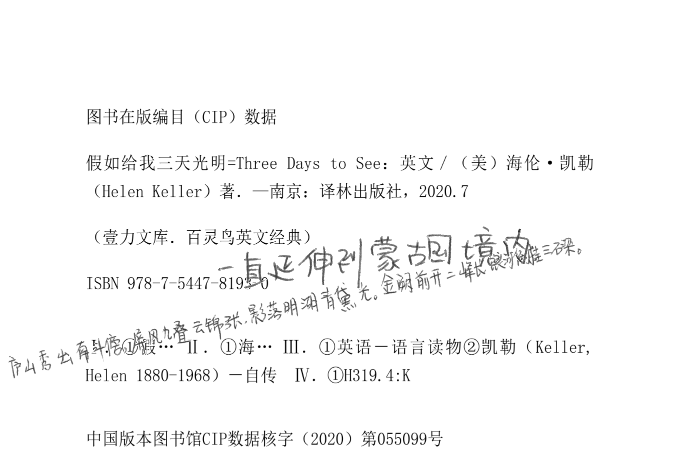 图书在版编目（CIP）数据
假如给我三天光明=Three Days to See：英文／（美）海伦·凯勒
（Helen Keller）著．—南京：译林出版社，2020.7
（壹力文库．百灵鸟英文经典）
一直延伸到蒙古国境内
ISBN 978-7-5447-819
庐山秀出南斗傍，屏风九叠云锦张，影落明湖青黛光。金阙前开二峰长，银河倒挂三石梁。
①假… Ⅱ．①海… Ⅲ．①英语－语言读物②凯勒（Keller,
Helen 1880-1968）－自传　Ⅳ．①H319.4:K
中国版本图书馆CIP数据核字（2020）第055099号